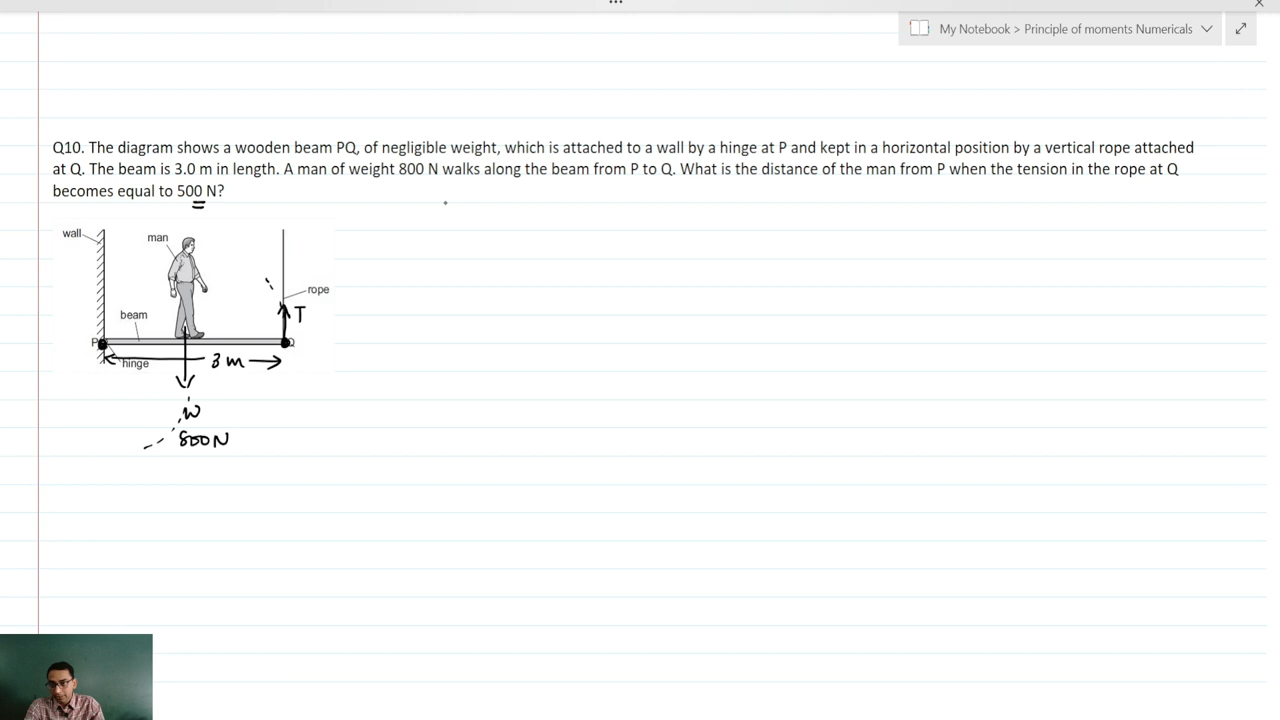 My Notebook > Principle of moments Numericals
Q10. The diagram shows a wooden beam PQ, of negligible weight, which is attached to a wall by a hinge at P and kept in a horizontal position by a vertical rope attached
at Q. The beam is 3.0 m in length. A man of weight 800 N walks along the beam from P to Q. What is the distance of the man from P when the tension in the rope at Q
becomes equal to 500 N?
wall
man
rope
beam
T
P
Q
hinge
3 m
W
800N